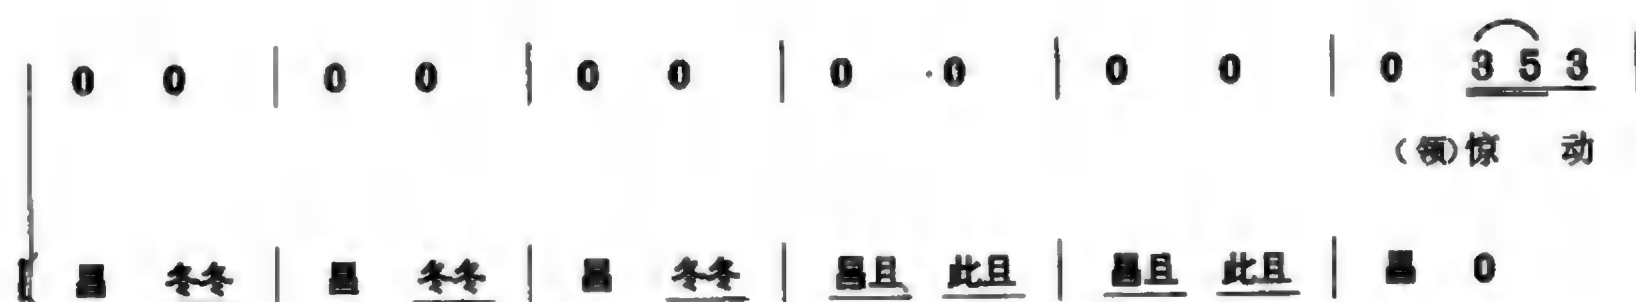 0 0 | 0 0 | 0 0 | 0 0 | 0 0 | 0 3 5 3
(领)惊 动
昌 冬冬 | 昌 冬冬 | 昌 冬冬 | 昌且 此且 | 昌且 此且 | 昌 0